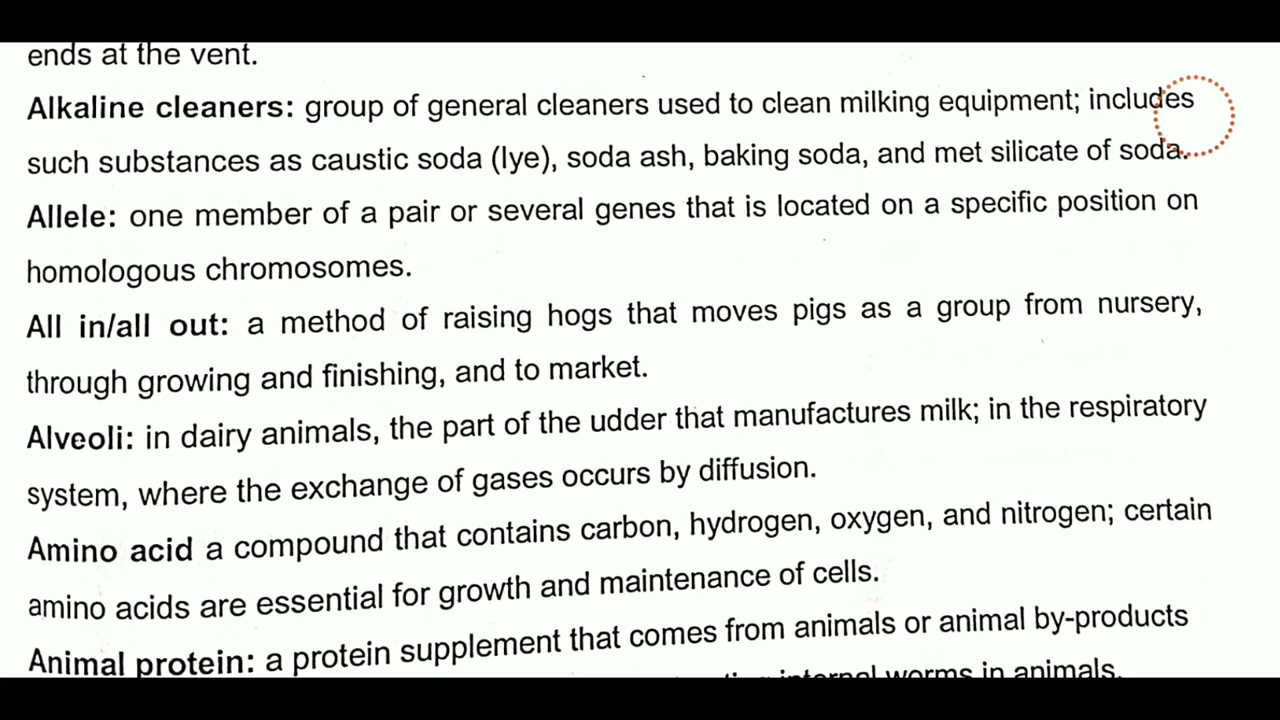 ends at the vent.
Alkaline cleaners: group of general cleaners used to clean milking equipment; includes
such substances as caustic soda (lye), soda ash, baking soda, and met silicate of soda.
Allele: one member of a pair or several genes that is located on a specific position on
homologous chromosomes.
All in/all out: a method of raising hogs that moves pigs as a group from nursery,
through growing and finishing, and to market.
Alveoli: in dairy animals, the part of the udder that manufactures milk; in the respiratory
system, where the exchange of gases occurs by diffusion.
Amino acid a compound that contains carbon, hydrogen, oxygen, and nitrogen; certain
amino acids are essential for growth and maintenance of cells.
Animal protein: a protein supplement that comes from animals or animal by-products
internal worms in animals.